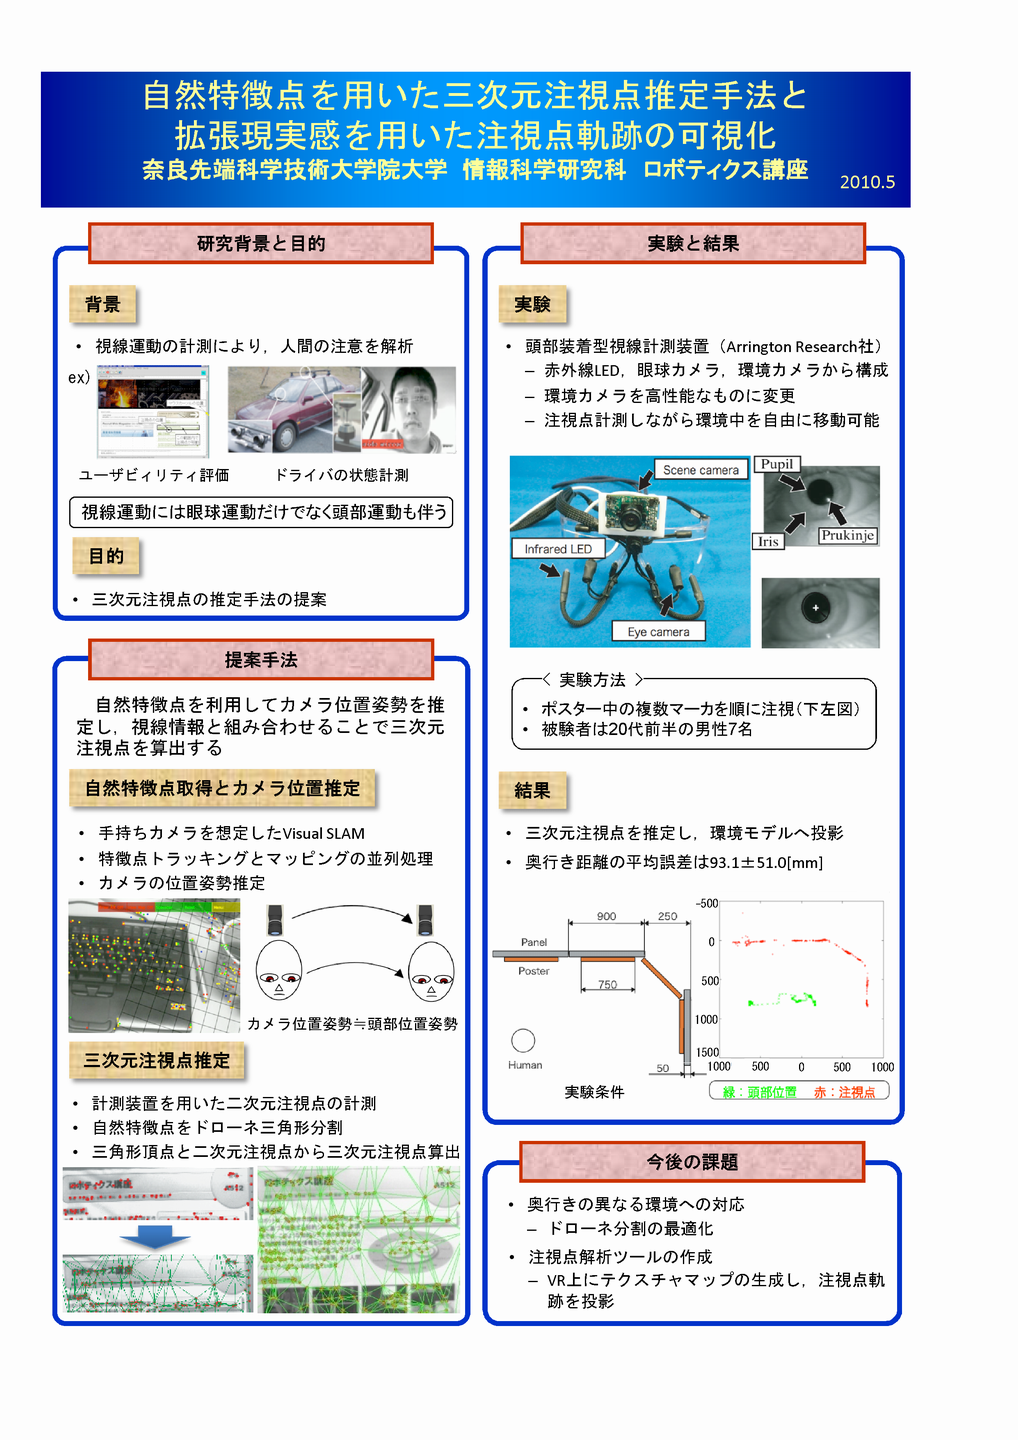 自然特徴点を用いた三次元注視点推定手法と
拡張現実感を用いた注視点軌跡の可視化
奈良先端科学技術大学院大学　情報科学研究科　ロボティクス講座
2010.5
研究背景と目的
背景
• 視線運動の計測により，人間の注意を解析
ex)
ユーザビィリティ評価
ドライバの状態計測
視線運動には眼球運動だけでなく頭部運動も伴う
目的
• 三次元注視点の推定手法の提案
提案手法
自然特徴点を利用してカメラ位置姿勢を推
定し，視線情報と組み合わせることで三次元
注視点を算出する
自然特徴点取得とカメラ位置推定
• 手持ちカメラを想定したVisual SLAM
• 特徴点トラッキングとマッピングの並列処理
• カメラの位置姿勢推定
カメラ位置姿勢≒頭部位置姿勢
三次元注視点推定
• 計測装置を用いた二次元注視点の計測
• 自然特徴点をドローネ三角形分割
• 三角形頂点と二次元注視点から三次元注視点算出
ロボティクス講座
A512
ロボティクス講座
A512
ロボティクス講座
A512
実験と結果
実験
• 頭部装着型視線計測装置（Arrington Research社）
– 赤外線LED，眼球カメラ，環境カメラから構成
– 環境カメラを高性能なものに変更
– 注視点計測しながら環境中を自由に移動可能
Scene camera
Infrared LED
Eye camera
Pupil
Iris
Prukinje
〈 実験方法 〉
• ポスター中の複数マーカを順に注視（下左図）
• 被験者は20代前半の男性7名
結果
• 三次元注視点を推定し，環境モデルへ投影
• 奥行き距離の平均誤差は93.1±51.0[mm]
900
250
Panel
Poster
750
Human
50
実験条件
-500
0
500
1000
1500
1000
500
0
500
1000
緑：頭部位置　赤：注視点
今後の課題
• 奥行きの異なる環境への対応
– ドローネ分割の最適化
• 注視点解析ツールの作成
– VR上にテクスチャマップの生成し，注視点軌
跡を投影